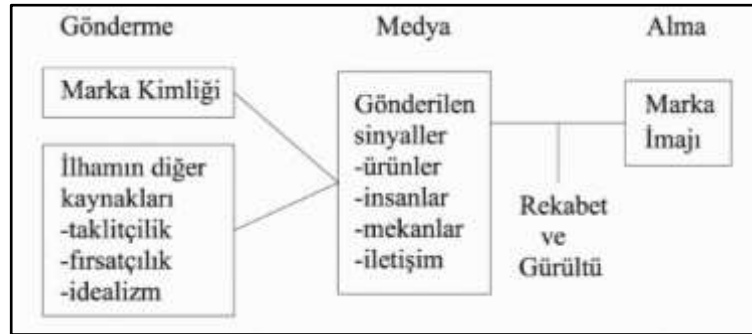 Gönderme
Medya
Alma
Marka Kimliği
İlhamın diğer
kaynakları
-taklitçilik
-fırsatçılık
-idealizm
Gönderilen
sinyaller
-ürünler
-insanlar
-mekanlar
-iletişim
Rekabet
ve
Gürültü
Marka
İmajı